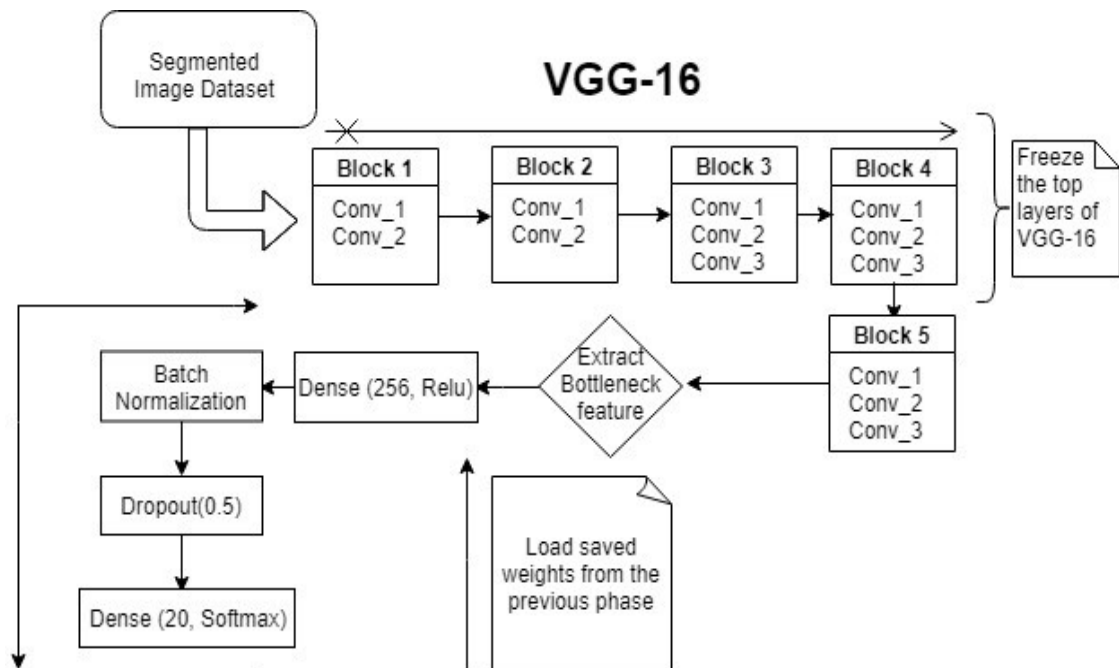 Segmented
Image Dataset
VGG-16
Block 1
Conv_1
Conv_2
Block 2
Conv_1
Conv_2
Block 3
Conv_1
Conv_2
Conv_3
Block 4
Conv_1
Conv_2
Conv_3
Freeze
the top
layers of
VGG-16
Block 5
Conv_1
Conv_2
Conv_3
Extract
Bottleneck
feature
Dense (256, Relu)
Batch
Normalization
Dropout(0.5)
Dense (20, Softmax)
Load saved
weights from the
previous phase